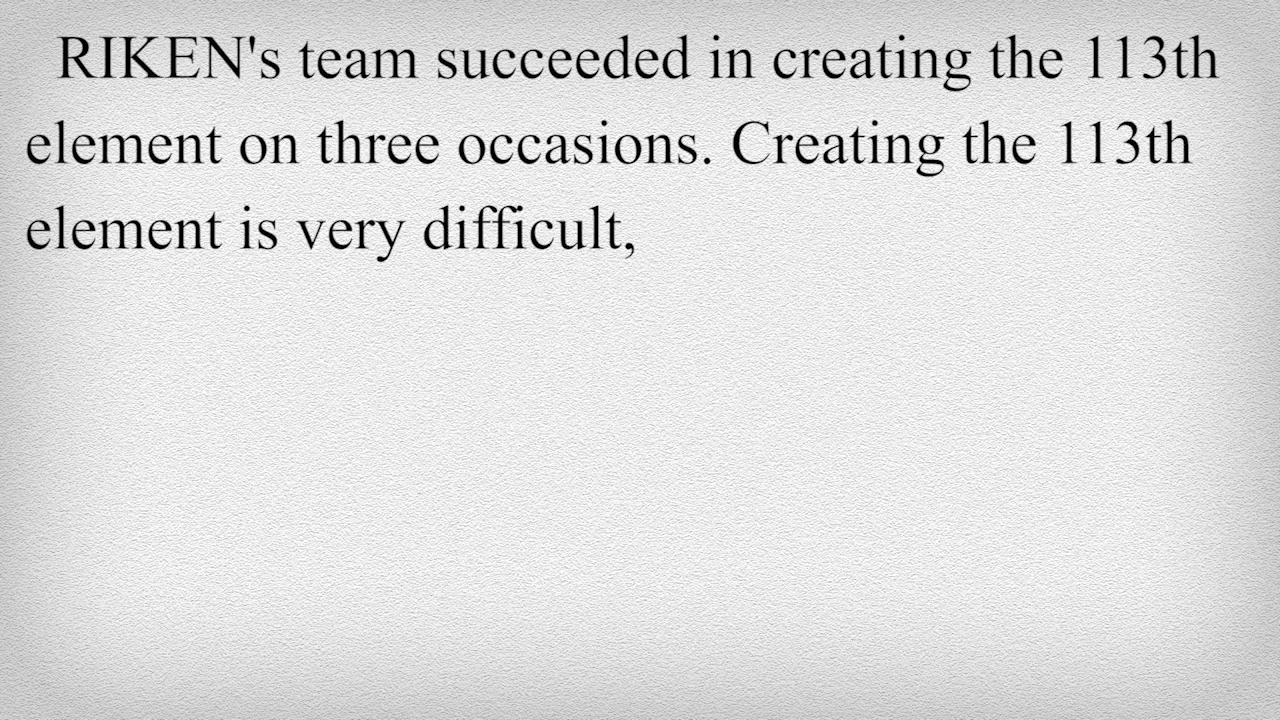 RIKEN's team succeeded in creating the 113th
element on three occasions. Creating the 113th
element is very difficult,